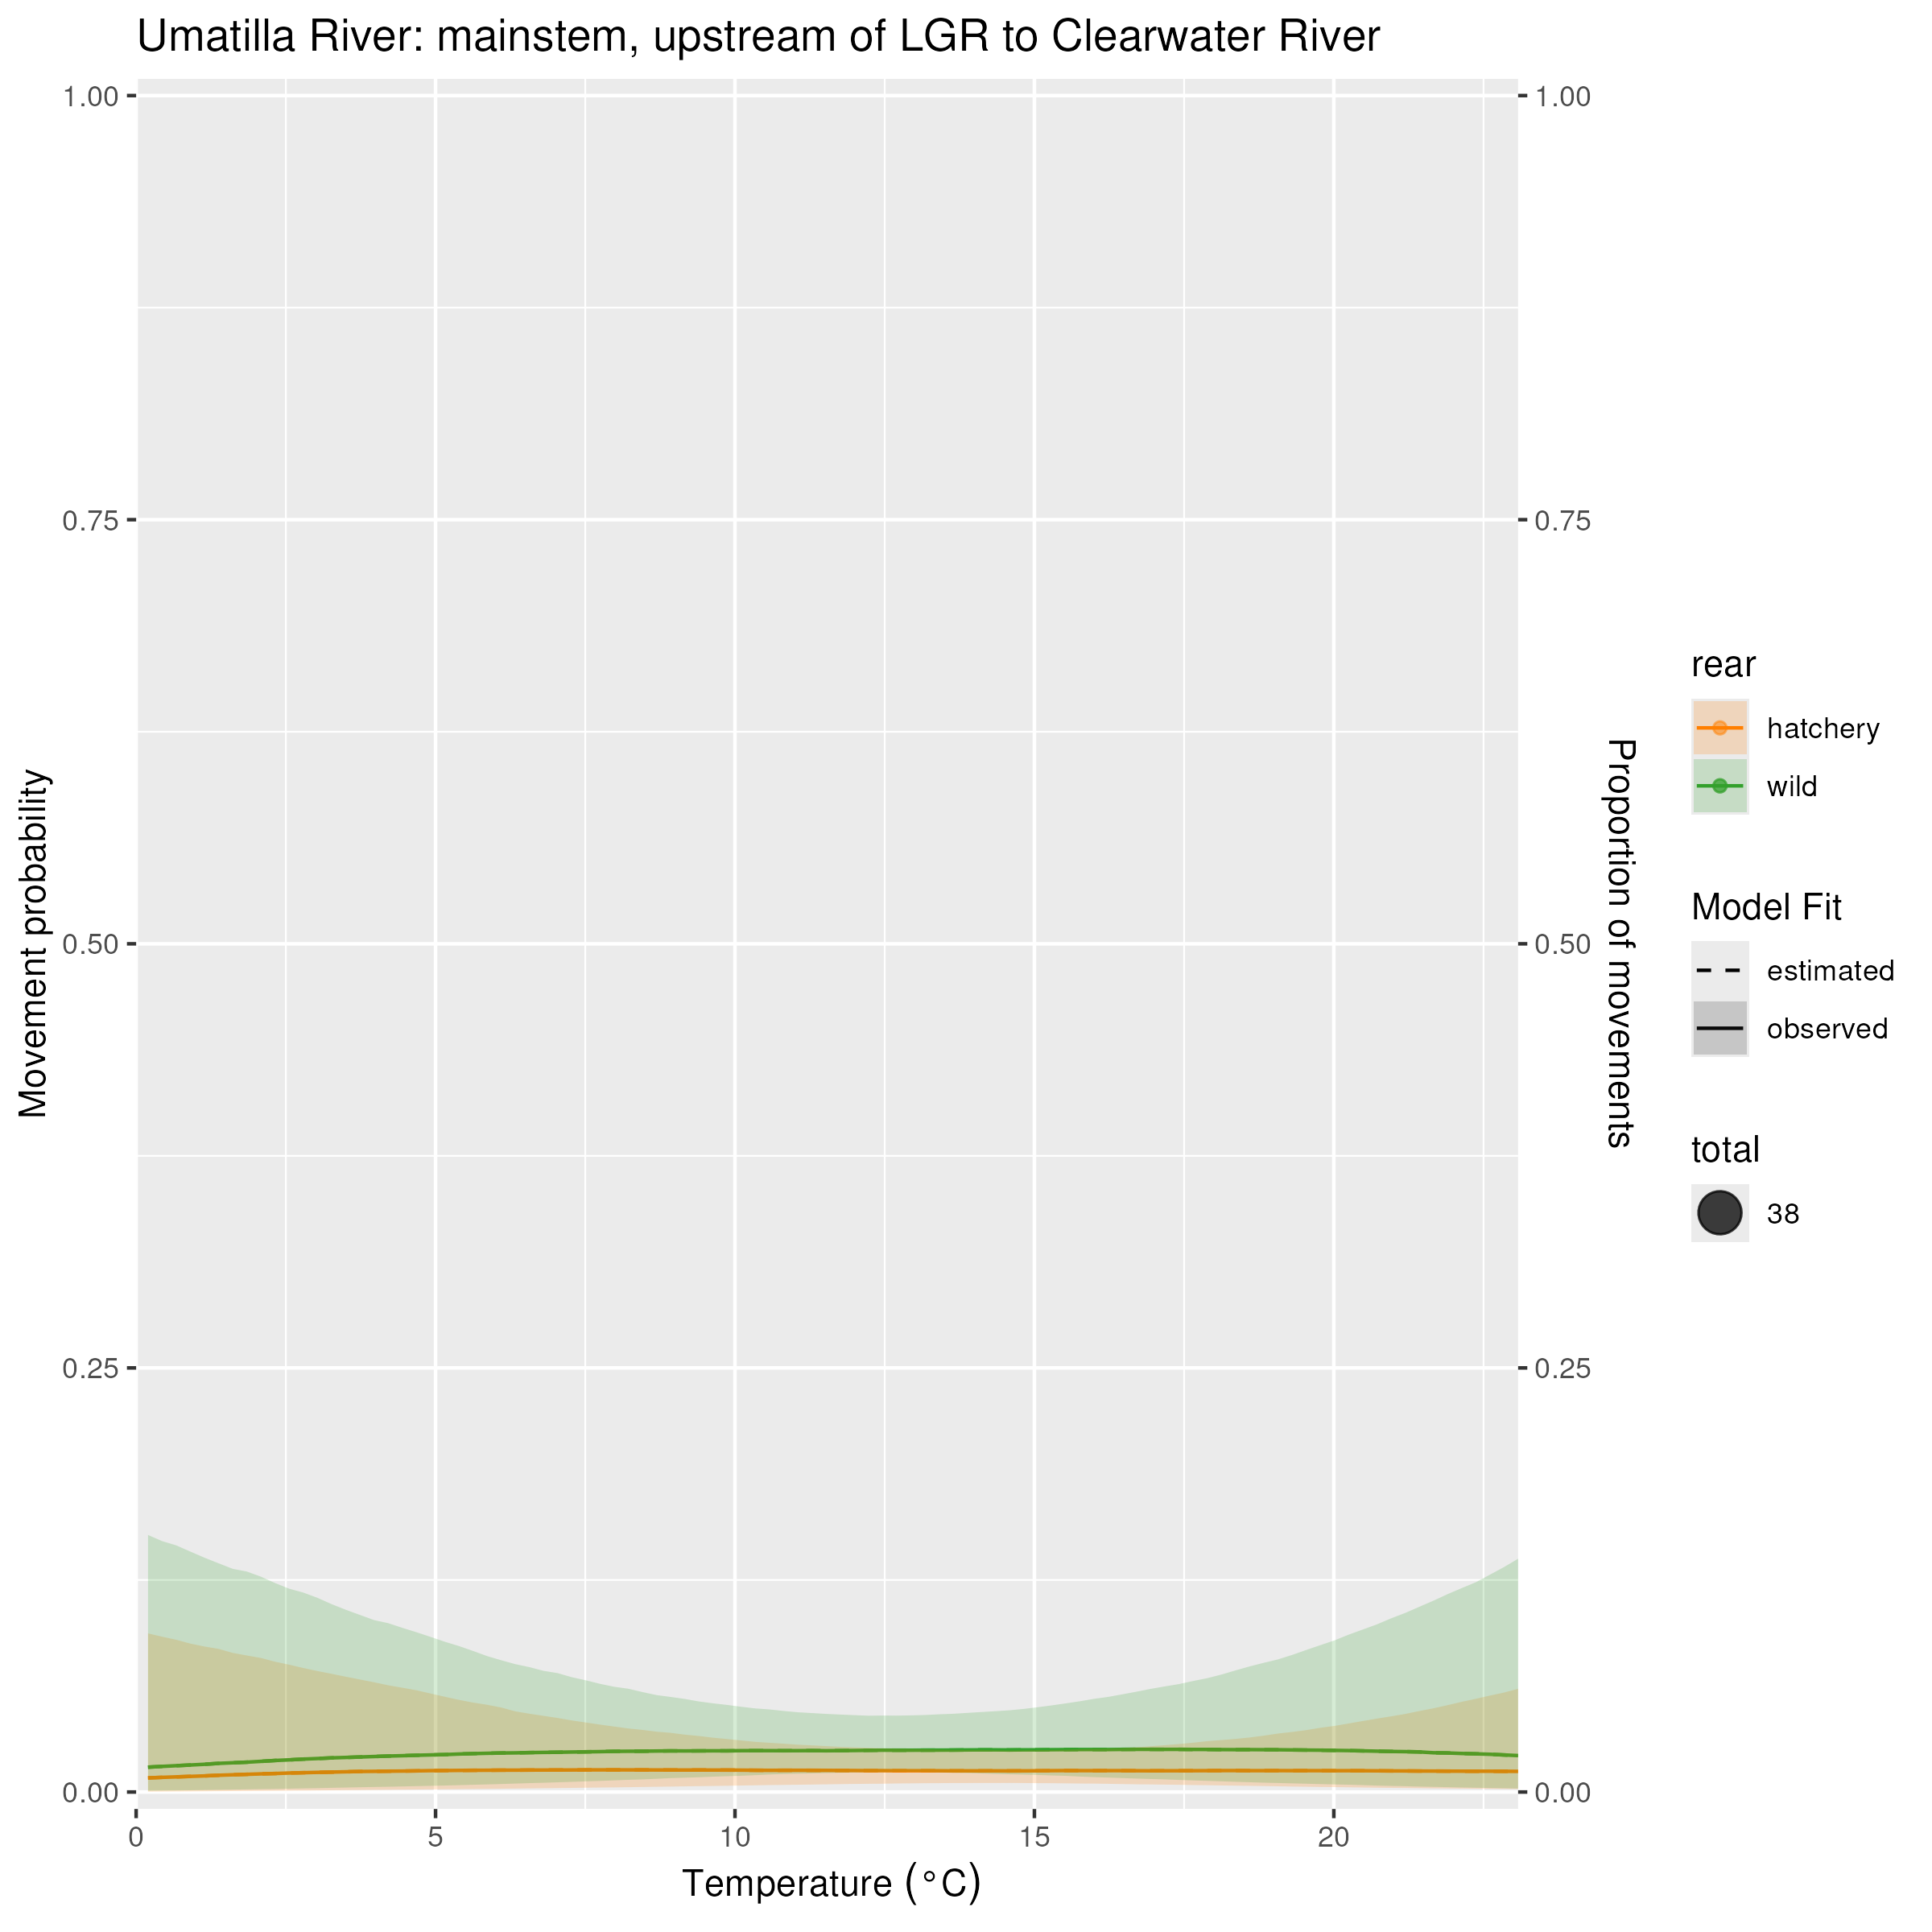 Umatilla River: mainstem, upstream of LGR to Clearwater River
1.00
0.75
0.50
0.25
0.00
Movement probability
0
5
10
15
20
Temperature (°C)
1.00
0.75
0.50
0.25
0.00
Proportion of movements
rear
hatchery
wild
Model Fit
estimated
observed
total
38